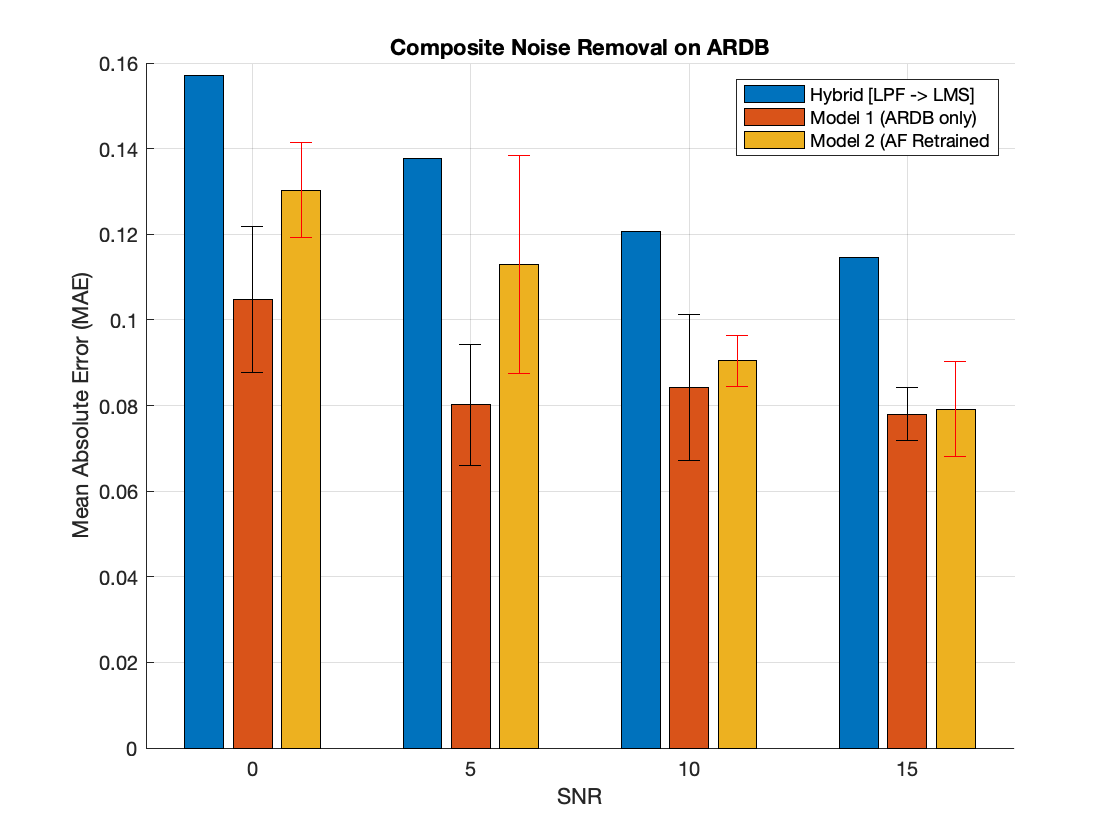 Composite Noise Removal on ARDB
Hybrid [LPF -> LMS]
Model 1 (ARDB only)
Model 2 (AF Retrained
Mean Absolute Error (MAE)
0.16
0.14
0.12
0.1
0.08
0.06
0.04
0.02
0
0 5 10 15
SNR